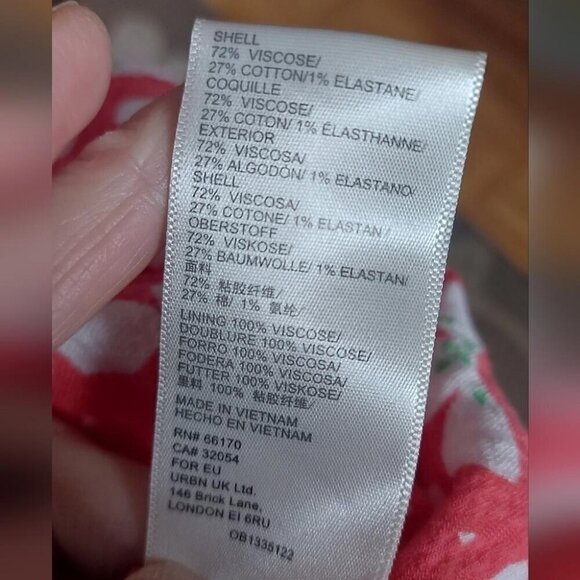 SHELL
72% VISCOSE/
27% COTTON/1% ELASTANE/
COQUILLE
72% VISCOSE/
27% COTON/ 1% ÉLASTHANNE/
EXTERIOR
72% VISCOSA/
27% ALGODÓN/ 1% ELASTANO/
SHELL
72% VISCOSA/
27% COTONE/ 1% ELASTAN /
OBERSTOFF
72% VISKOSE/
27% BAUMWOLLE/ 1% ELASTAN/
面料
72% 粘胶纤维/
27% 棉/ 1% 氨纶/
LINING 100% VISCOSE/
DOUBLURE 100% VISCOSE/
FORRO 100% VISCOSA/
FODERA 100% VISCOSA/
FUTTER 100% VISKOSE/
里料 100% 粘胶纤维/
MADE IN VIETNAM
HECHO EN VIETNAM
RN# 66170
CA# 32054
FOR EU
URBN UK Ltd.
146 Brick Lane,
LONDON EI 6RU
OB1335122